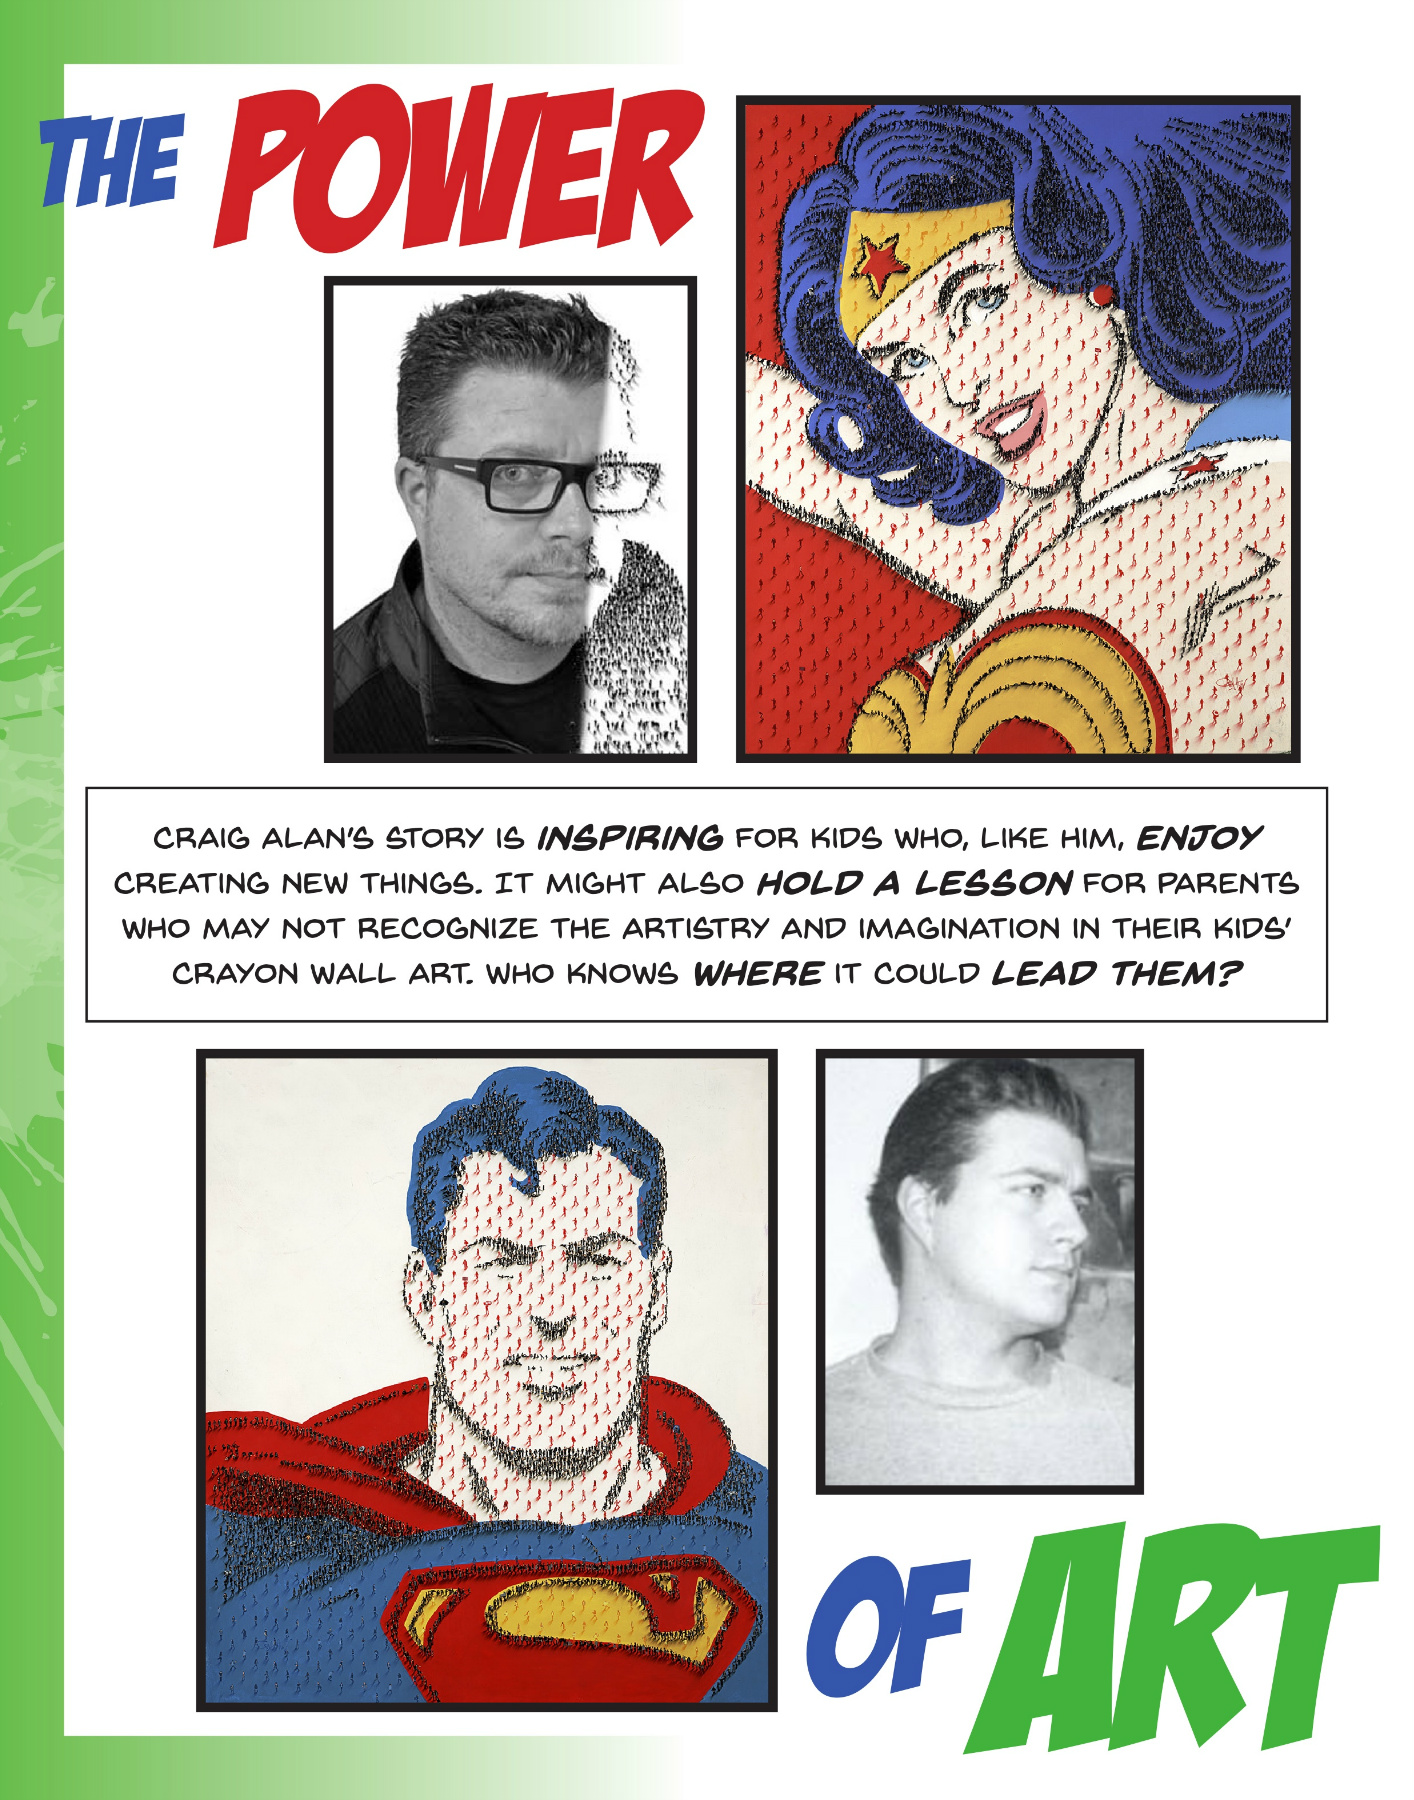 THE POWER
CRAIG ALAN'S STORY IS INSPIRING FOR KIDS WHO, LIKE HIM, ENJOY
CREATING NEW THINGS. IT MIGHT ALSO HOLD A LESSON FOR PARENTS
WHO MAY NOT RECOGNIZE THE ARTISTRY AND IMAGINATION IN THEIR KIDS'
CRAYON WALL ART. WHO KNOWS WHERE IT COULD LEAD THEM?
OF ART